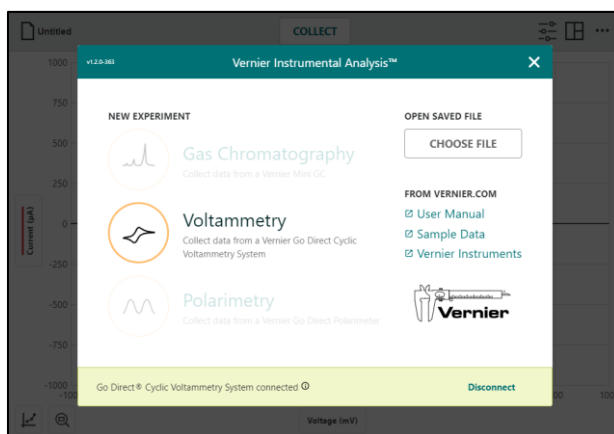 Untitled
COLLECT
v1.2.0-363
Vernier Instrumental Analysis™
NEW EXPERIMENT
Gas Chromatography
Collect data from a Vernier Mini GC
Voltammetry
Collect data from a Vernier Go Direct Cyclic
Voltammetry System
Polarimetry
Collect data from a Vernier Go Direct Polarimeter
OPEN SAVED FILE
CHOOSE FILE
FROM VERNIER.COM
User Manual
Sample Data
Vernier Instruments
Vernier
Go Direct® Cyclic Voltammetry System connected
Disconnect
1000
750
500
250
0
-250
-500
-750
-1000
Current (µA)
Voltage (mV)